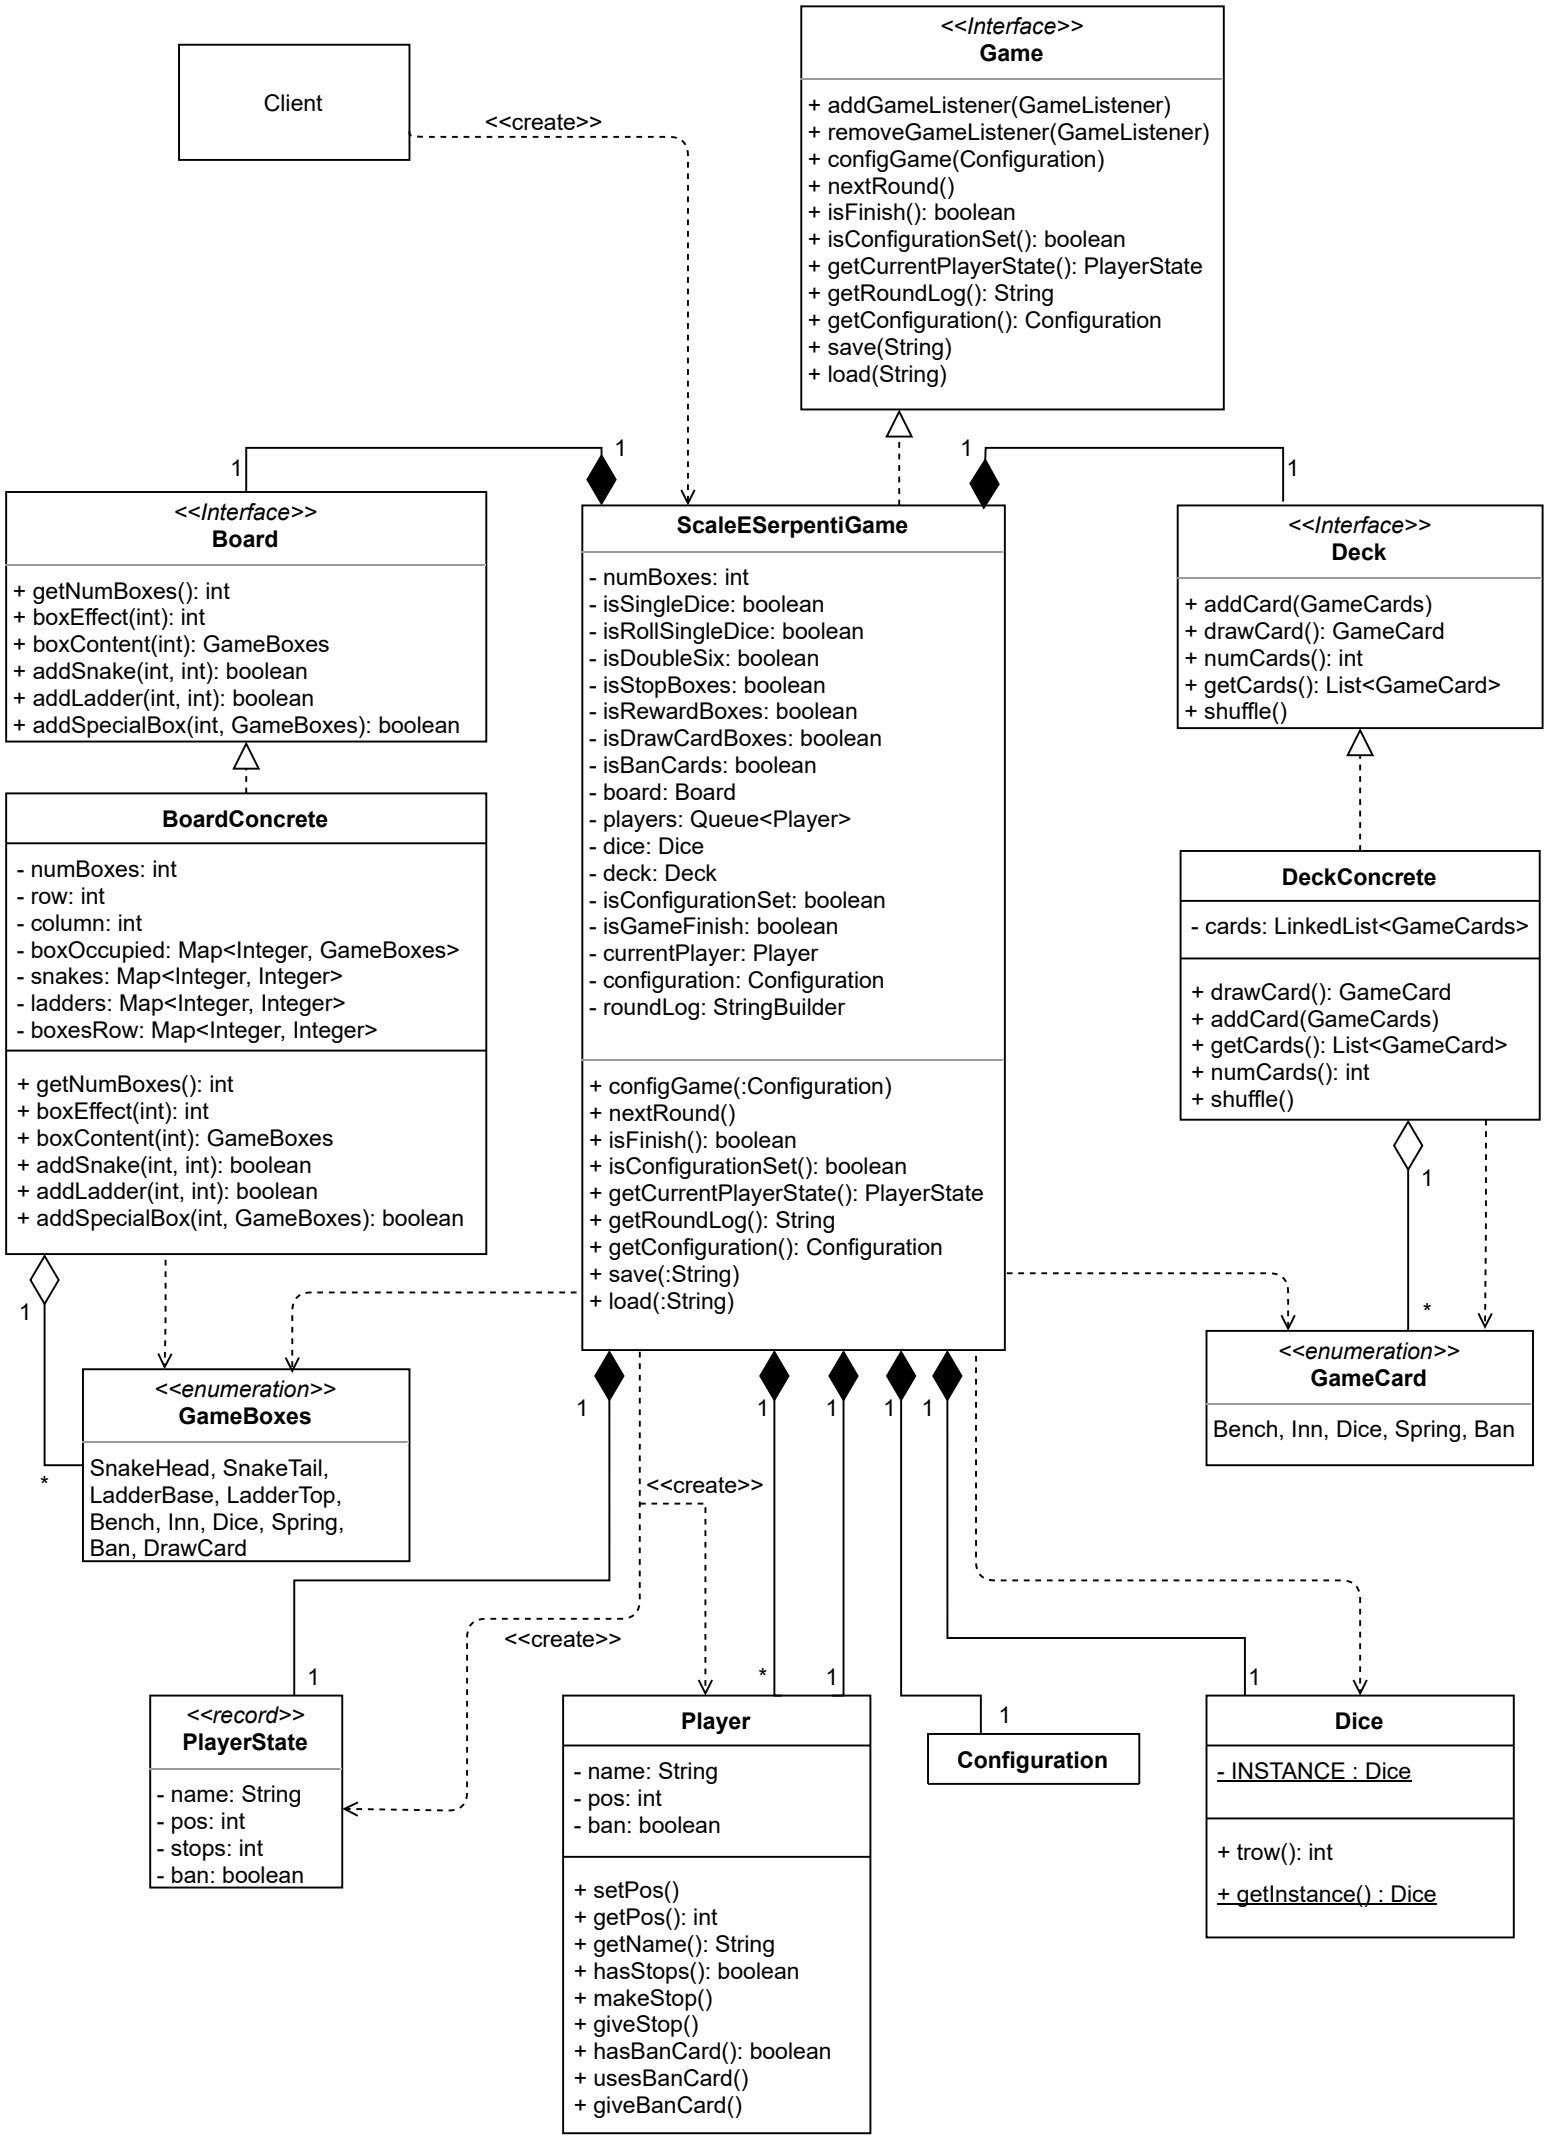 <<Interface>>
Game
+ addGameListener(GameListener)
+ removeGameListener(GameListener)
+ configGame(Configuration)
+ nextRound()
+ isFinish(): boolean
+ isConfigurationSet(): boolean
+ getCurrentPlayerState(): PlayerState
+ getRoundLog(): String
+ getConfiguration(): Configuration
+ save(String)
+ load(String)
Client
<<create>>
1
1
1
1
<<Interface>>
Board
+ getNumBoxes(): int
+ boxEffect(int): int
+ boxContent(int): GameBoxes
+ addSnake(int, int): boolean
+ addLadder(int, int): boolean
+ addSpecialBox(int, GameBoxes): boolean
BoardConcrete
- numBoxes: int
- row: int
- column: int
- boxOccupied: Map<Integer, GameBoxes>
- snakes: Map<Integer, Integer>
- ladders: Map<Integer, Integer>
- boxesRow: Map<Integer, Integer>
+ getNumBoxes(): int
+ boxEffect(int): int
+ boxContent(int): GameBoxes
+ addSnake(int, int): boolean
+ addLadder(int, int): boolean
+ addSpecialBox(int, GameBoxes): boolean
1
*
<<enumeration>>
GameBoxes
SnakeHead, SnakeTail,
LadderBase, LadderTop,
Bench, Inn, Dice, Spring,
Ban, DrawCard
ScaleESerpentiGame
- numBoxes: int
- isSingleDice: boolean
- isRollSingleDice: boolean
- isDoubleSix: boolean
- isStopBoxes: boolean
- isRewardBoxes: boolean
- isDrawCardBoxes: boolean
- isBanCards: boolean
- board: Board
- players: Queue<Player>
- dice: Dice
- deck: Deck
- isConfigurationSet: boolean
- isGameFinish: boolean
- currentPlayer: Player
- configuration: Configuration
- roundLog: StringBuilder
+ configGame(:Configuration)
+ nextRound()
+ isFinish(): boolean
+ isConfigurationSet(): boolean
+ getCurrentPlayerState(): PlayerState
+ getRoundLog(): String
+ getConfiguration(): Configuration
+ save(:String)
+ load(:String)
<<Interface>>
Deck
+ addCard(GameCards)
+ drawCard(): GameCard
+ numCards(): int
+ getCards(): List<GameCard>
+ shuffle()
DeckConcrete
- cards: LinkedList<GameCards>
+ drawCard(): GameCard
+ addCard(GameCards)
+ getCards(): List<GameCard>
+ numCards(): int
+ shuffle()
1
*
<<enumeration>>
GameCard
Bench, Inn, Dice, Spring, Ban
1
1
1
1
1
<<create>>
<<create>>
1
*
1
1
1
<<record>>
PlayerState
- name: String
- pos: int
- stops: int
- ban: boolean
Player
- name: String
- pos: int
- ban: boolean
+ setPos()
+ getPos(): int
+ getName(): String
+ hasStops(): boolean
+ makeStop()
+ giveStop()
+ hasBanCard(): boolean
+ usesBanCard()
+ giveBanCard()
Configuration
Dice
- INSTANCE : Dice
+ trow(): int
+ getInstance() : Dice